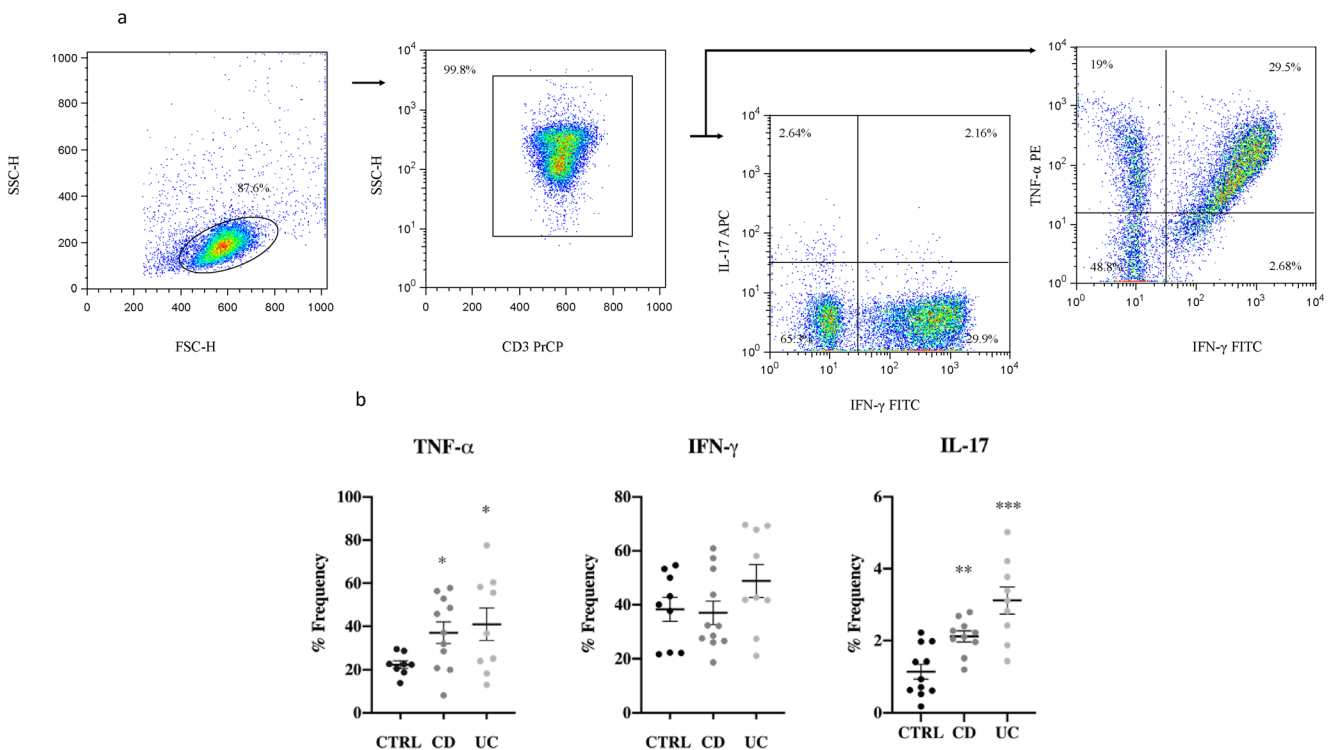 a
1000
800
600
400
200
0
SSC-H
87.6%
0 200 400 600 800 1000
FSC-H
10^4
10^3
10^2
10^1
10^0
SSC-H
99.8%
0 200 400 600 800 1000
CD3 PrCP
10^4
10^3
10^2
10^1
10^0
IL-17 APC
2.64%
2.16%
65.3%
29.9%
10^0 10^1 10^2 10^3 10^4
IFN-γ FITC
10^4
10^3
10^2
10^1
10^0
TNF-α PE
19%
29.5%
48.8%
2.68%
10^0 10^1 10^2 10^3 10^4
IFN-γ FITC
b
TNF-α
100
80
60
40
20
0
% Frequency
*
*
CTRL CD UC
IFN-γ
80
60
40
20
0
% Frequency
CTRL CD UC
IL-17
6
4
2
0
% Frequency
**
***
CTRL CD UC